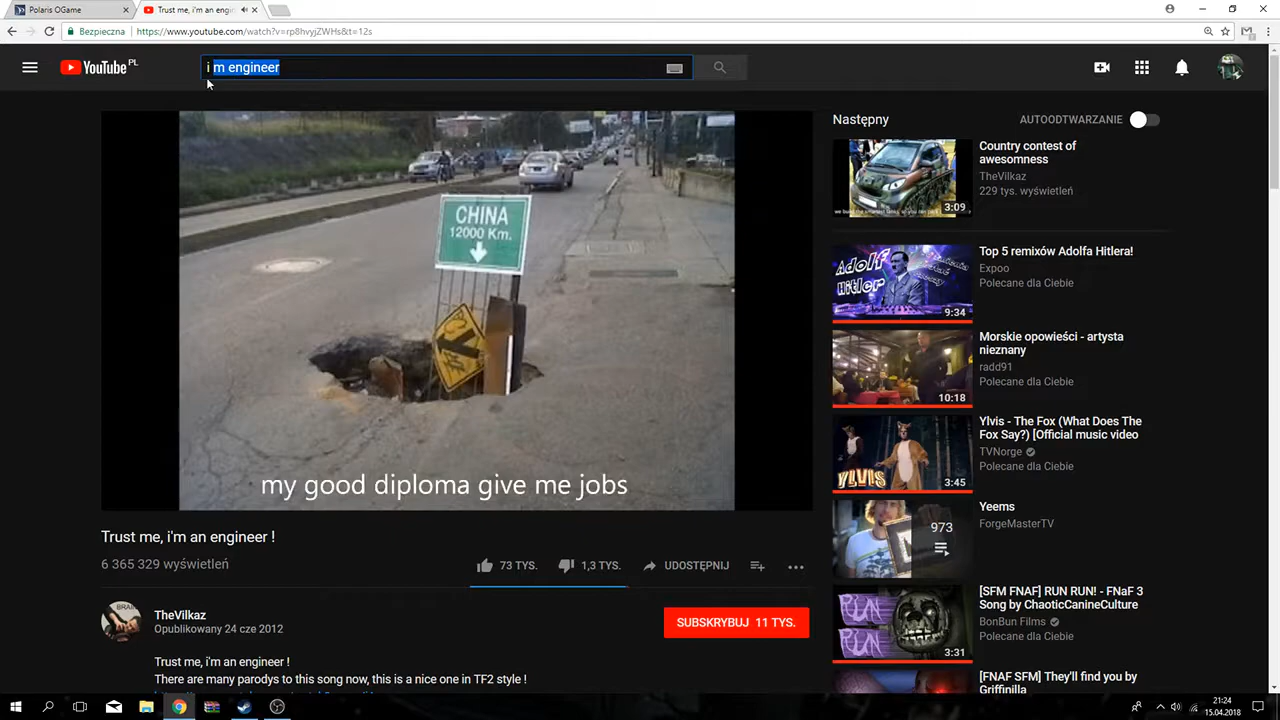 Polaris OGame
Trust me, i'm an engi
Bezpieczna
https://www.youtube.com/watch?v=rp8hvyjZWHs&t=12s
YouTube PL
i m engineer
CHINA
12000 Km.
my good diploma give me jobs
Trust me, i'm an engineer !
6 365 329 wyświetleń
73 TYS.
1,3 TYS.
UDOSTĘPNIJ
TheVilkaz
Opublikowany 24 cze 2012
SUBSKRYBUJ 11 TYS.
Trust me, i'm an engineer !
There are many parodys to this song now, this is a nice one in TF2 style !
Następny
AUTOODTWARZANIE
3:09
Country contest of
awesomness
TheVilkaz
229 tys. wyświetleń
Adolf
Hitler
9:34
Top 5 remixów Adolfa Hitlera!
Expoo
Polecane dla Ciebie
10:18
Morskie opowieści - artysta
nieznany
radd91
Polecane dla Ciebie
YLVIS
3:45
Ylvis - The Fox (What Does The
Fox Say?) [Official music video
TVNorge
Polecane dla Ciebie
973
Yeems
ForgeMasterTV
RUN
RUN
3:31
[SFM FNAF] RUN RUN! - FNaF 3
Song by ChaoticCanineCulture
BonBun Films
Polecane dla Ciebie
[FNAF SFM] They'll find you by
Griffinilla
21:24
15.04.2018